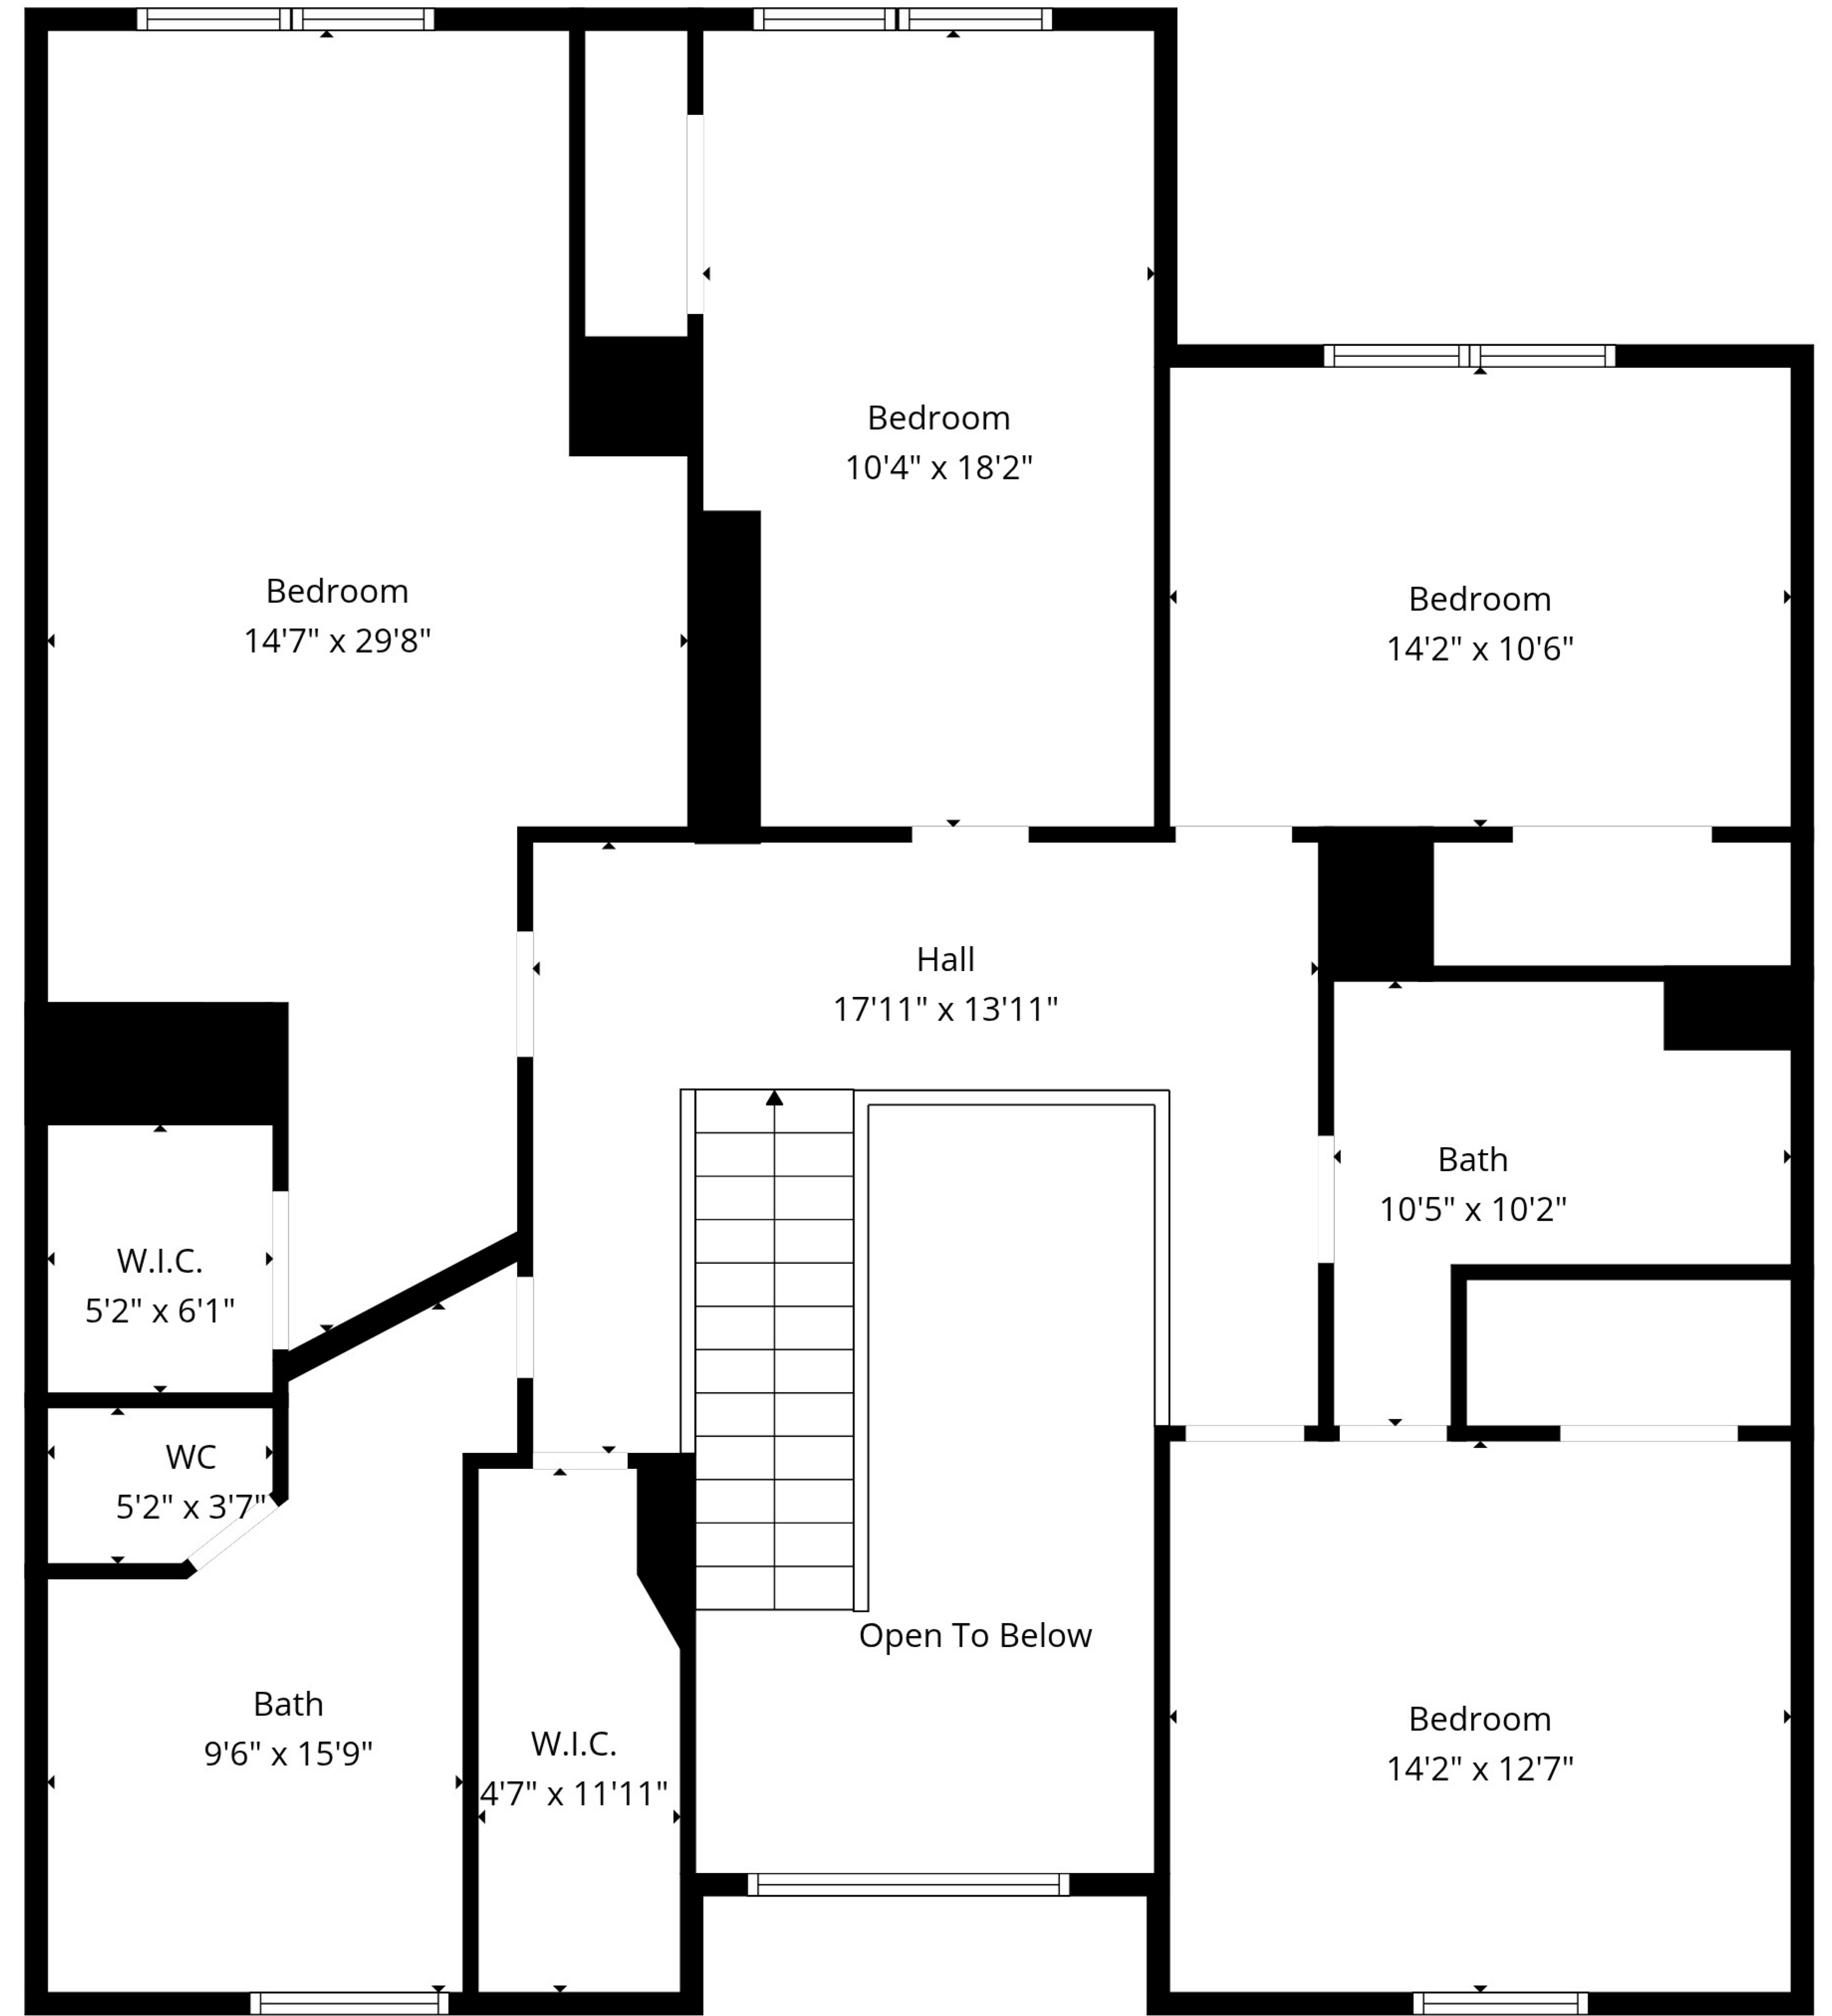 Bedroom
10'4" x 18'2"
Bedroom
14'7" x 29'8"
Bedroom
14'2" x 10'6"
Hall
17'11" x 13'11"
Bath
10'5" x 10'2"
W.I.C.
5'2" x 6'1"
WC
5'2" x 3'7"
Open To Below
Bath
9'6" x 15'9"
W.I.C.
4'7" x 11'11"
Bedroom
14'2" x 12'7"